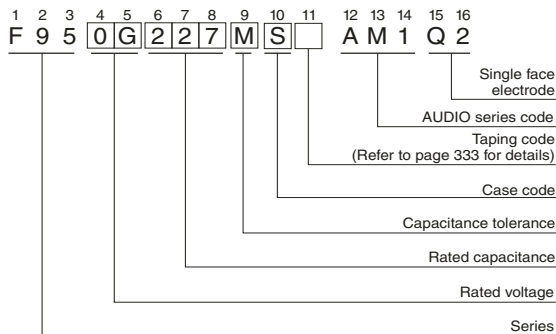 1 2 3 4 5 6 7 8 9 10 11 12 13 14 15 16
F 9 5 0 G 2 2 7 M S A M 1 Q 2
Single face
electrode
AUDIO series code
Taping code
(Refer to page 333 for details)
Case code
Capacitance tolerance
Rated capacitance
Rated voltage
Series